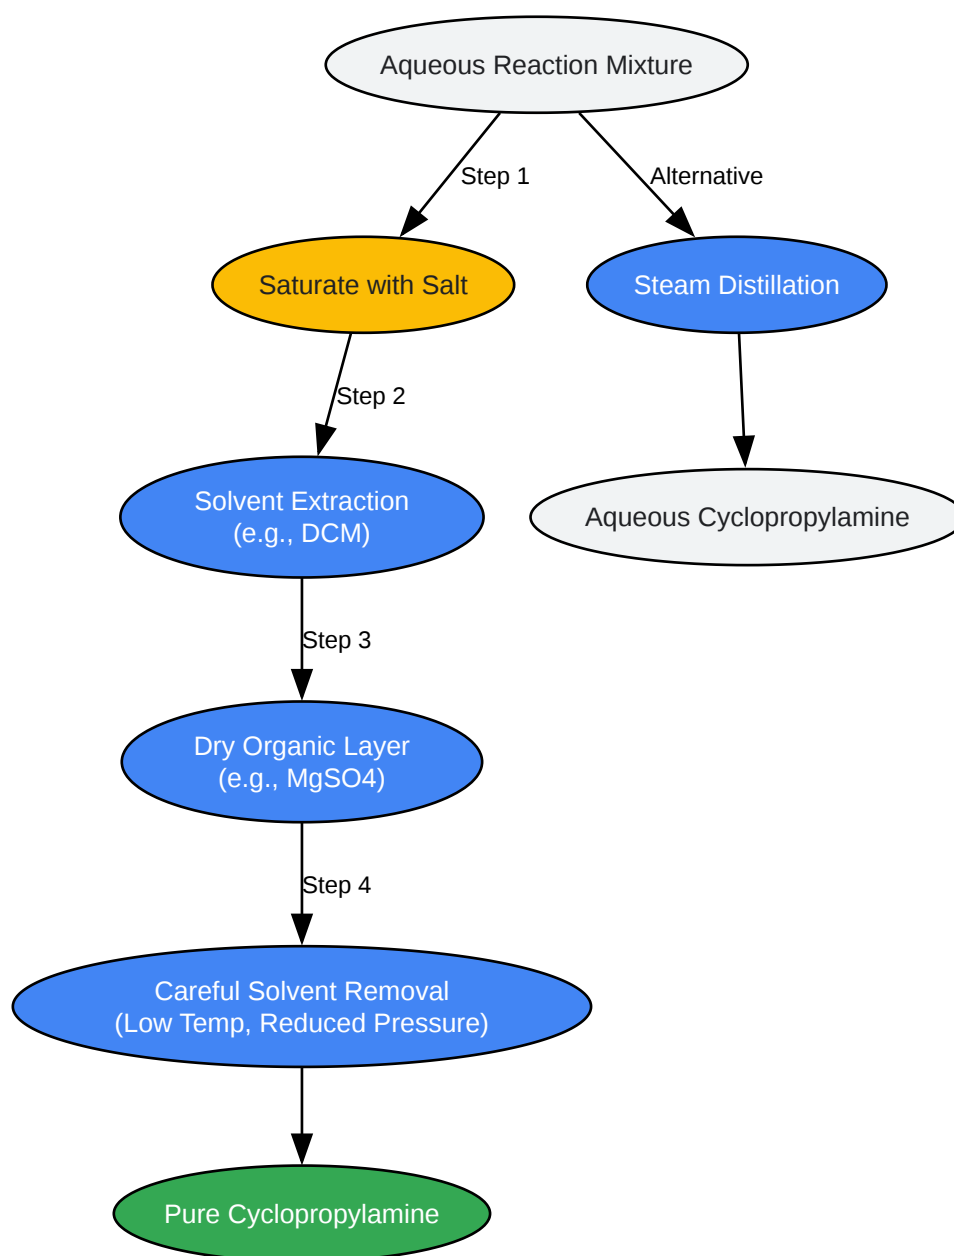 Aqueous Reaction Mixture
Step 1
Alternative
Saturate with Salt
Steam Distillation
Step 2
Solvent Extraction
(e.g., DCM)
Aqueous Cyclopropylamine
Step 3
Dry Organic Layer
(e.g., MgSO4)
Step 4
Careful Solvent Removal
(Low Temp, Reduced Pressure)
Pure Cyclopropylamine